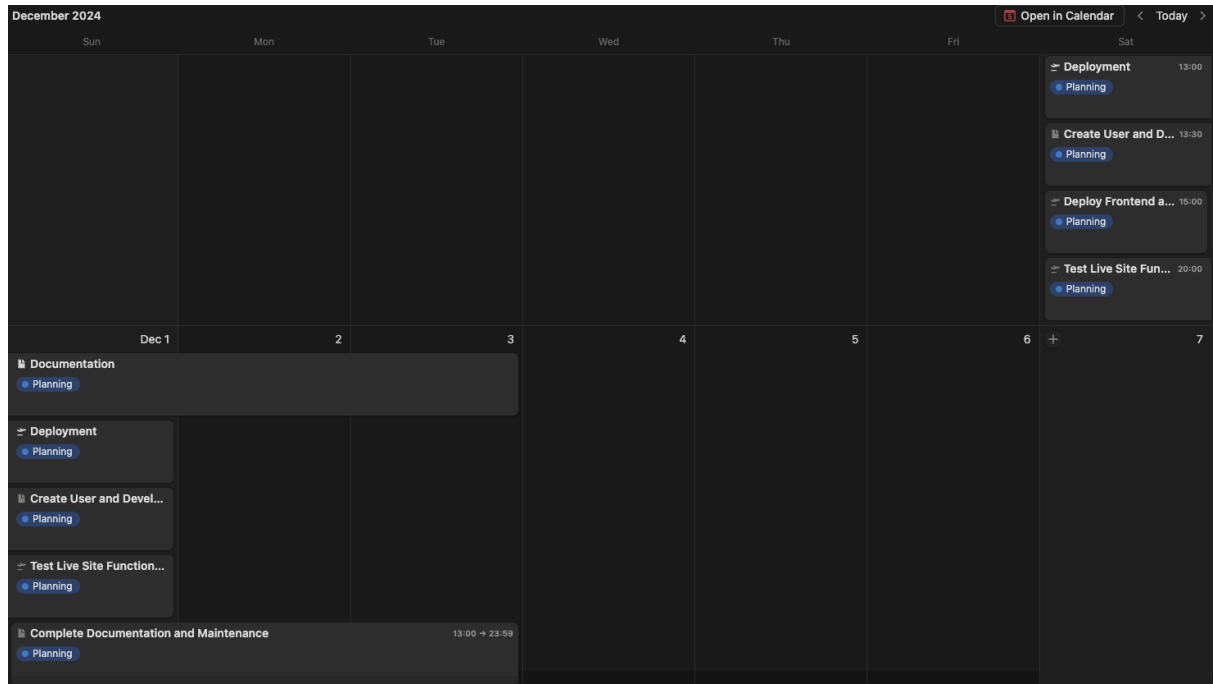 December 2024
5 Open in Calendar < Today >
Sun Mon Tue Wed Thu Fri Sat
Deployment 13:00
Planning
Create User and D... 13:30
Planning
Deploy Frontend a... 15:00
Planning
Test Live Site Fun... 20:00
Planning
Dec 1 2 3 4 5 6 + 7
Documentation
Planning
Deployment
Planning
Create User and Devel...
Planning
Test Live Site Function...
Planning
Complete Documentation and Maintenance 13:00 → 23:59
Planning